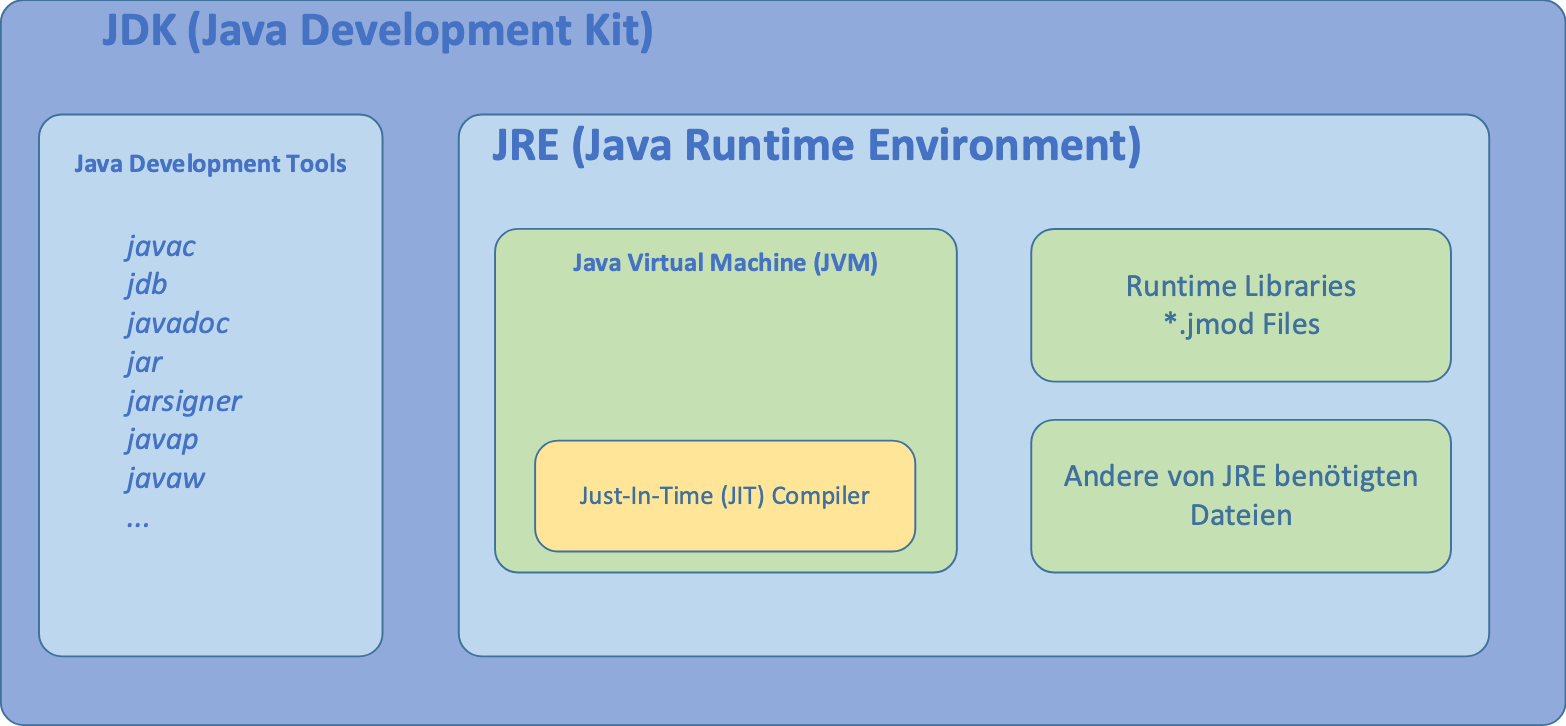 JDK (Java Development Kit)
Java Development Tools
javac
jdb
javadoc
jar
jarsigner
javap
javaw
...
JRE (Java Runtime Environment)
Java Virtual Machine (JVM)
Just-In-Time (JIT) Compiler
Runtime Libraries
*.jmod Files
Andere von JRE benötigten
Dateien